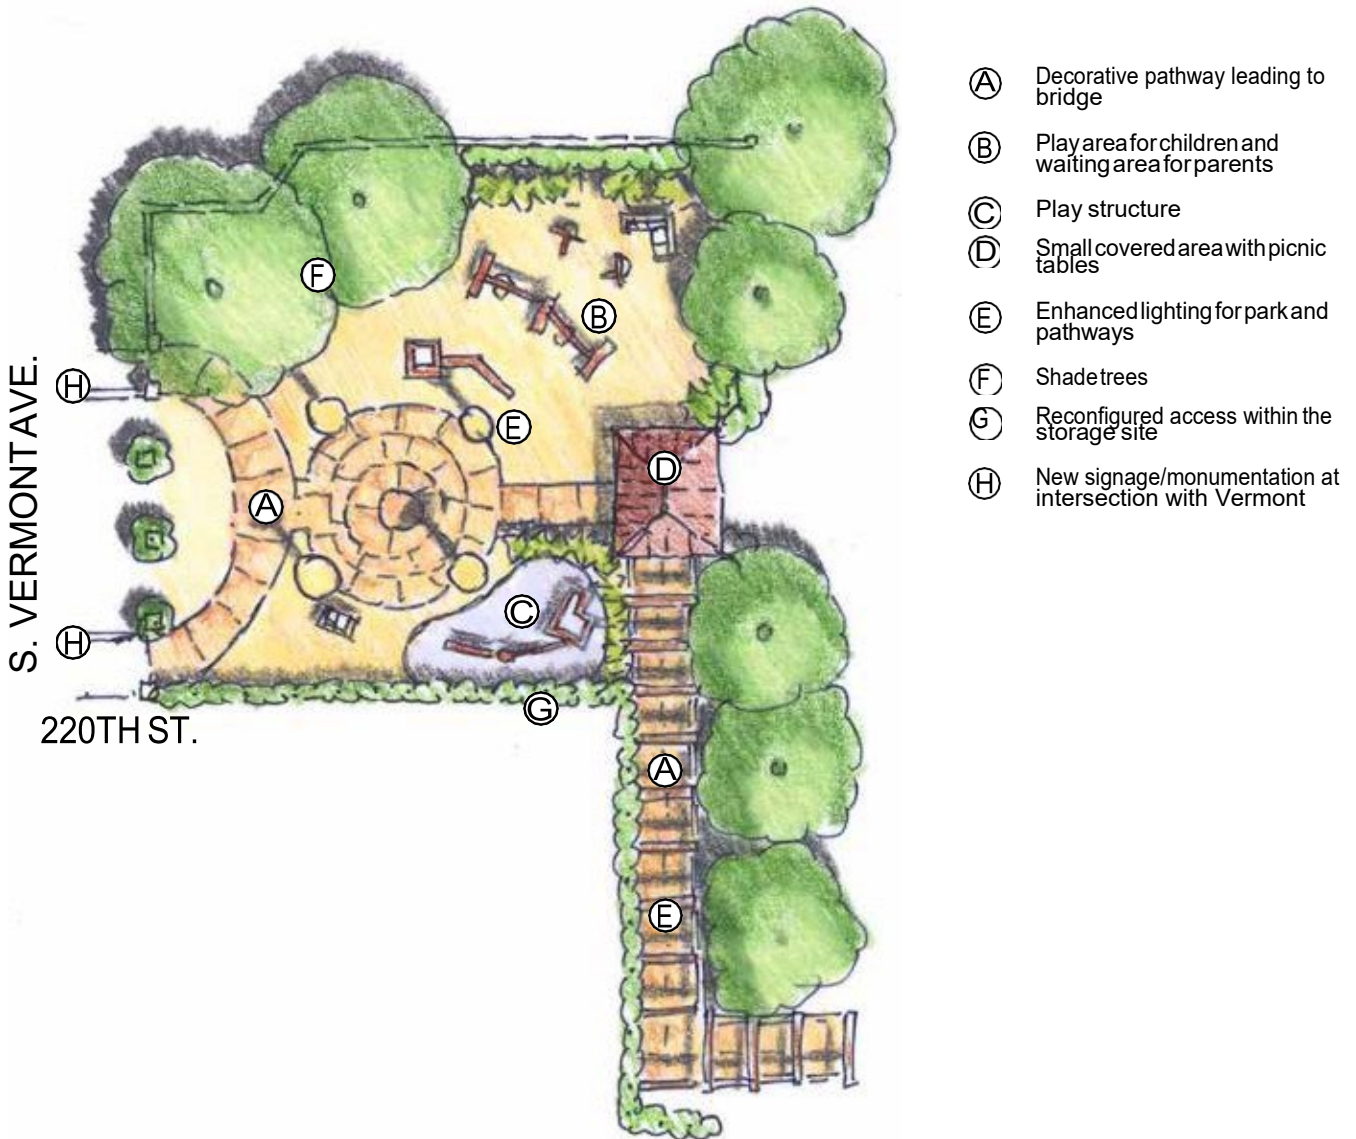 A Decorative pathway leading to
bridge
B Play area for children and
waiting area for parents
C Play structure
D Small covered area with picnic
tables
E Enhanced lighting for park and
pathways
F Shade trees
G Reconfigured access within the
storage site
H New signage/monumentation at
intersection with Vermont
F
B
H
E
D
A
C
H
G
A
E
S. VERMONT AVE.
220TH ST.